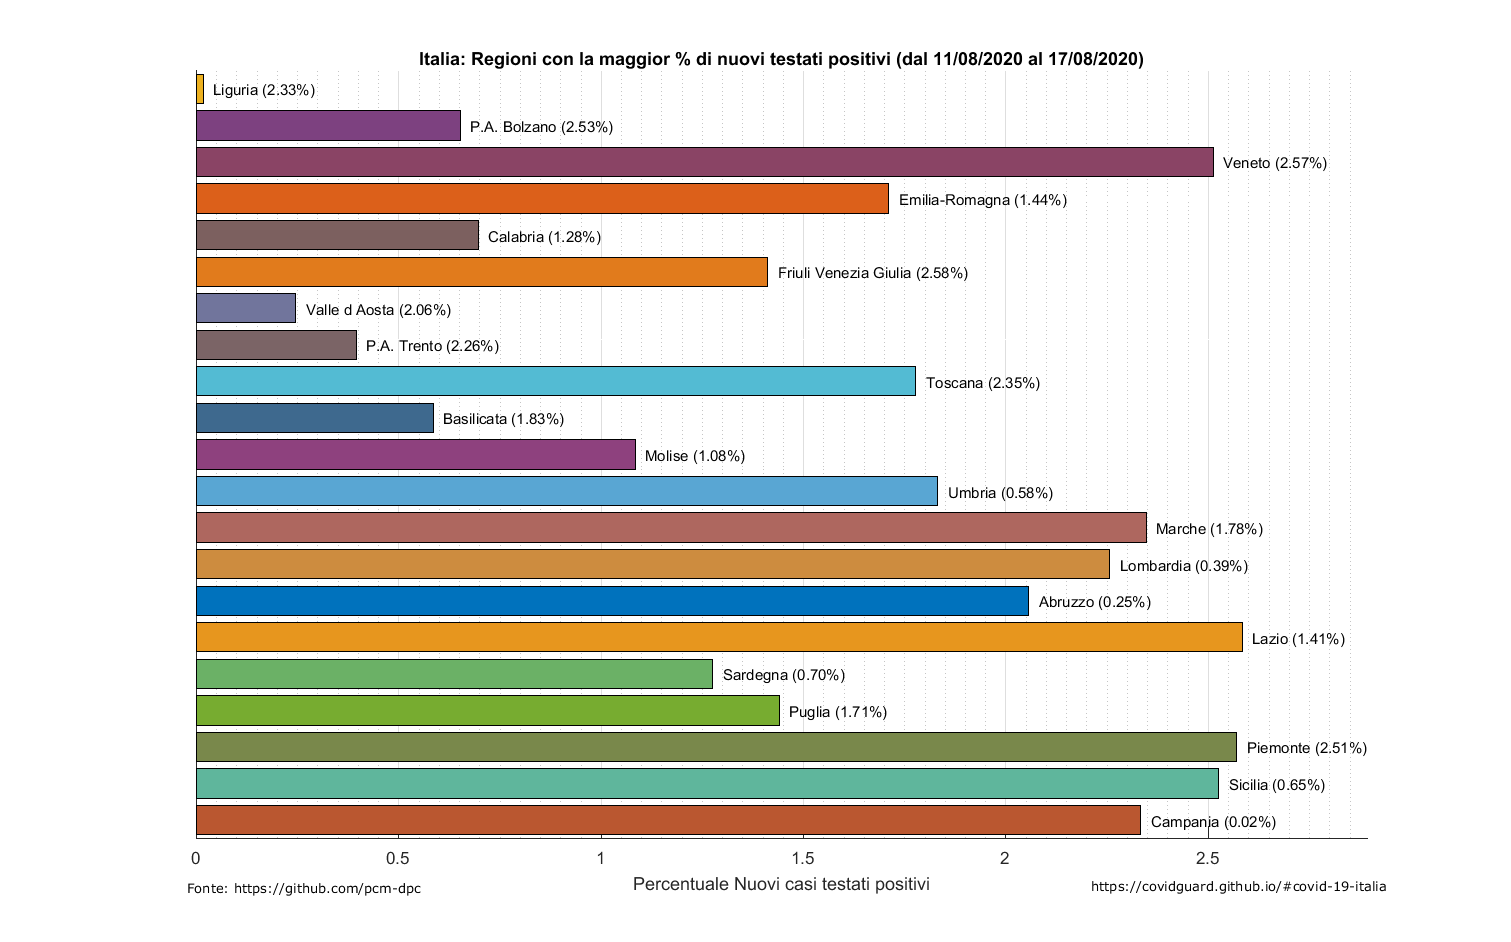 Italia: Regioni con la maggior % di nuovi testati positivi (dal 11/08/2020 al 17/08/2020)
Liguria (2.33%)
P.A. Bolzano (2.53%)
Veneto (2.57%)
Emilia-Romagna (1.44%)
Calabria (1.28%)
Friuli Venezia Giulia (2.58%)
Valle d Aosta (2.06%)
P.A. Trento (2.26%)
Toscana (2.35%)
Basilicata (1.83%)
Molise (1.08%)
Umbria (0.58%)
Marche (1.78%)
Lombardia (0.39%)
Abruzzo (0.25%)
Lazio (1.41%)
Sardegna (0.70%)
Puglia (1.71%)
Piemonte (2.51%)
Sicilia (0.65%)
Campania (0.02%)
0 0.5 1 1.5 2 2.5
Percentuale Nuovi casi testati positivi
Fonte: https://github.com/pcm-dpc
https://covidguard.github.io/#covid-19-italia